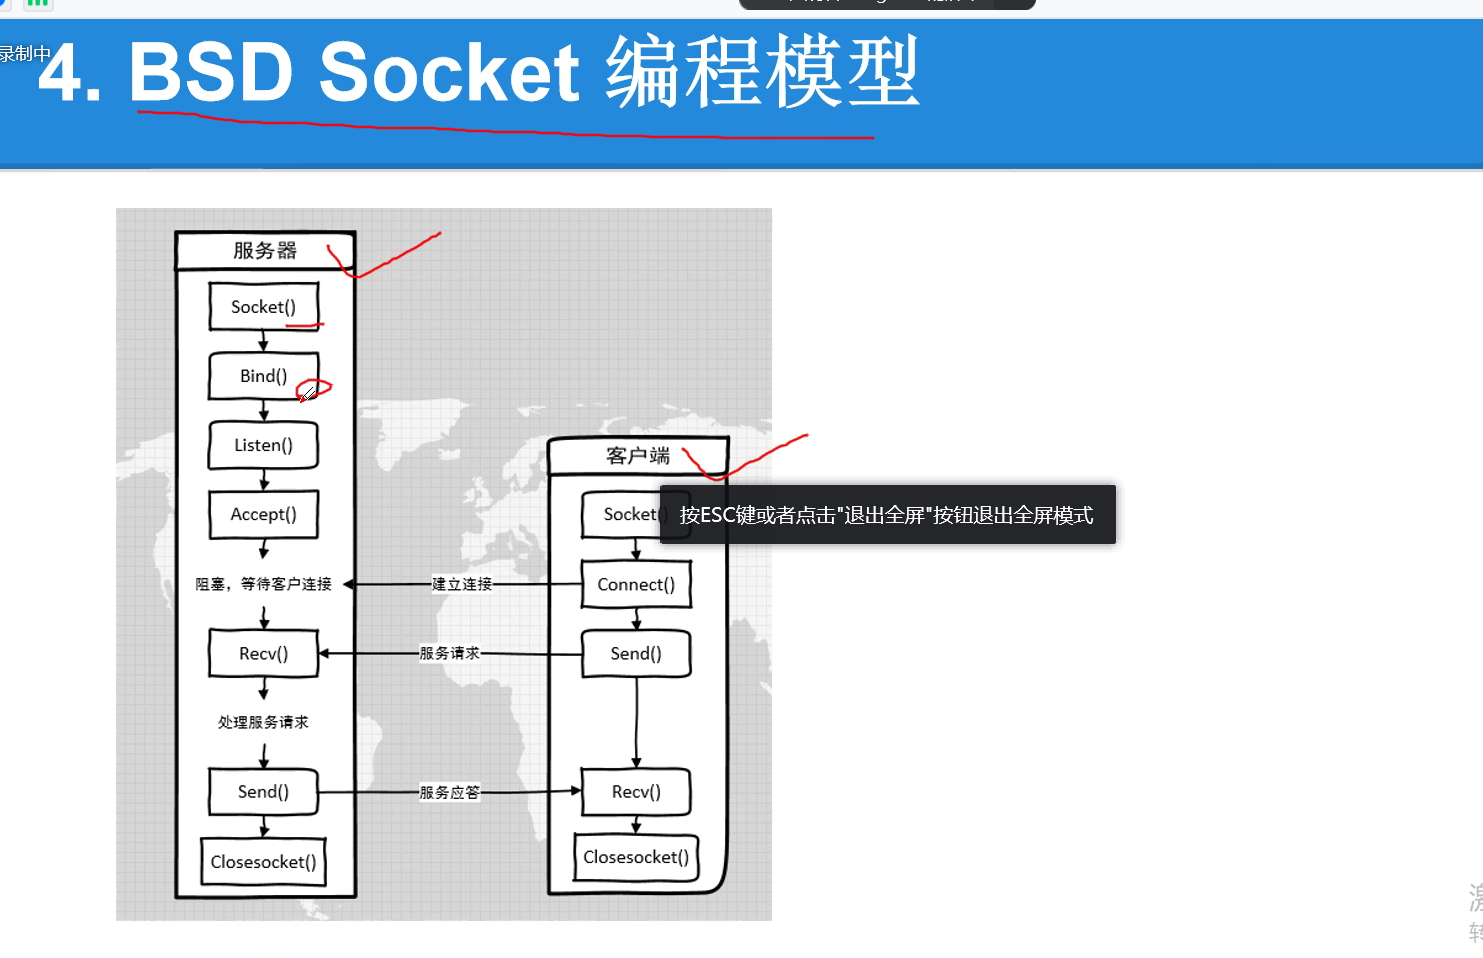 录制中
4. BSD Socket 编程模型
服务器
Socket()
Bind()
Listen()
Accept()
阻塞，等待客户连接
Recv()
处理服务请求
Send()
Closesocket()
建立连接
服务请求
服务应答
客户端
Socket(
按ESC键或者点击"退出全屏"按钮退出全屏模式
Connect()
Send()
Recv()
Closesocket()
转